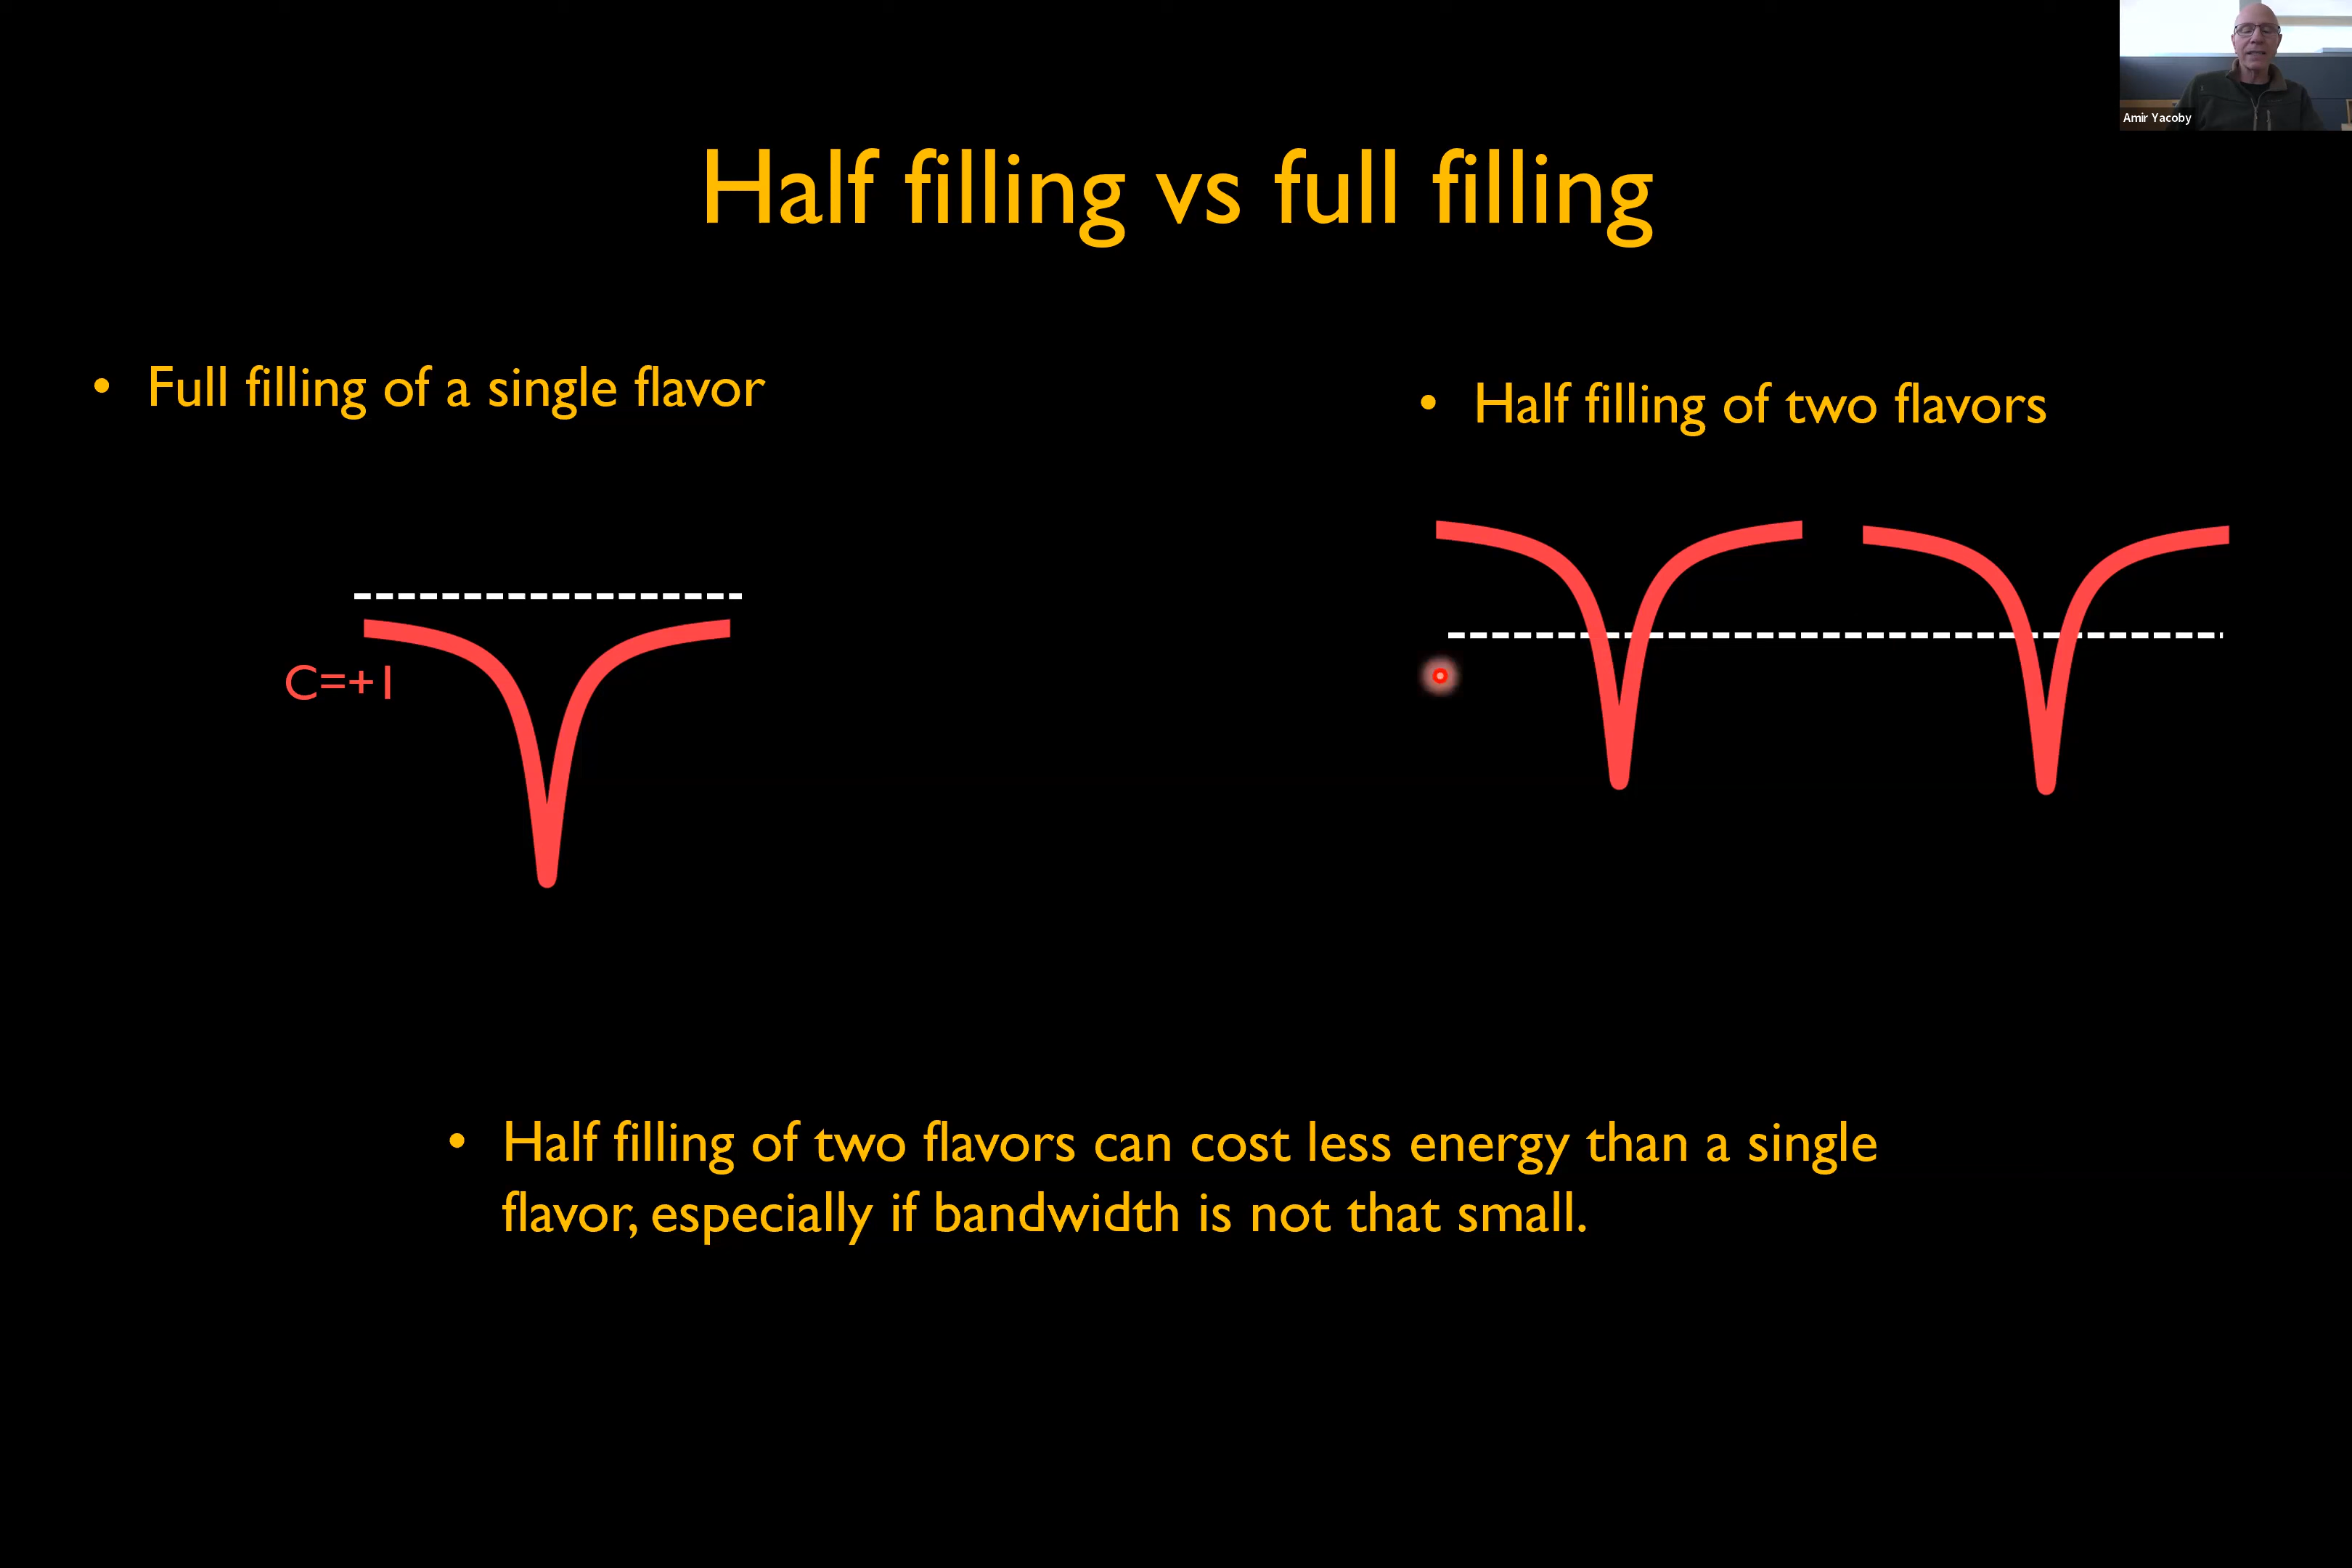 Amir Yacoby
Half filling vs full filling
• Full filling of a single flavor
• Half filling of two flavors
C=+1
• Half filling of two flavors can cost less energy than a single
flavor, especially if bandwidth is not that small.